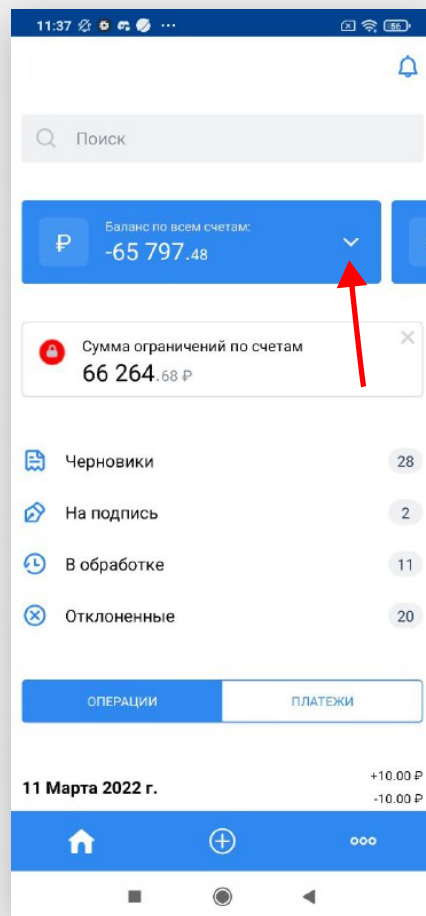 11:37
56
Поиск
Баланс по всем счетам:
₽
-65 797.48
Сумма ограничений по счетам
66 264.68 ₽
Черновики 28
На подпись 2
В обработке 11
Отклоненные 20
ОПЕРАЦИИ ПЛАТЕЖИ
+10.00 ₽
11 Марта 2022 г.
-10.00 ₽